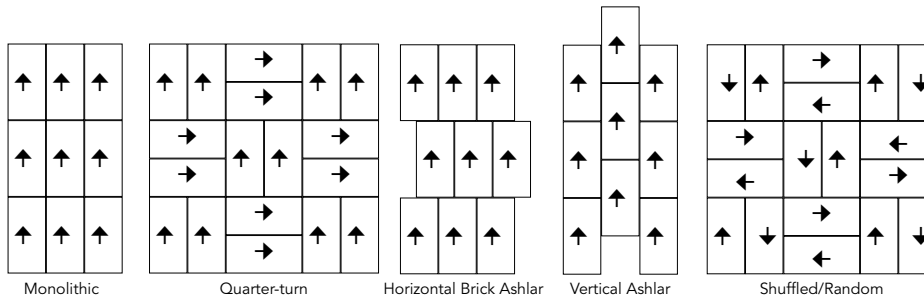 Monolithic
Quarter-turn
Horizontal Brick Ashlar
Vertical Ashlar
Shuffled/Random